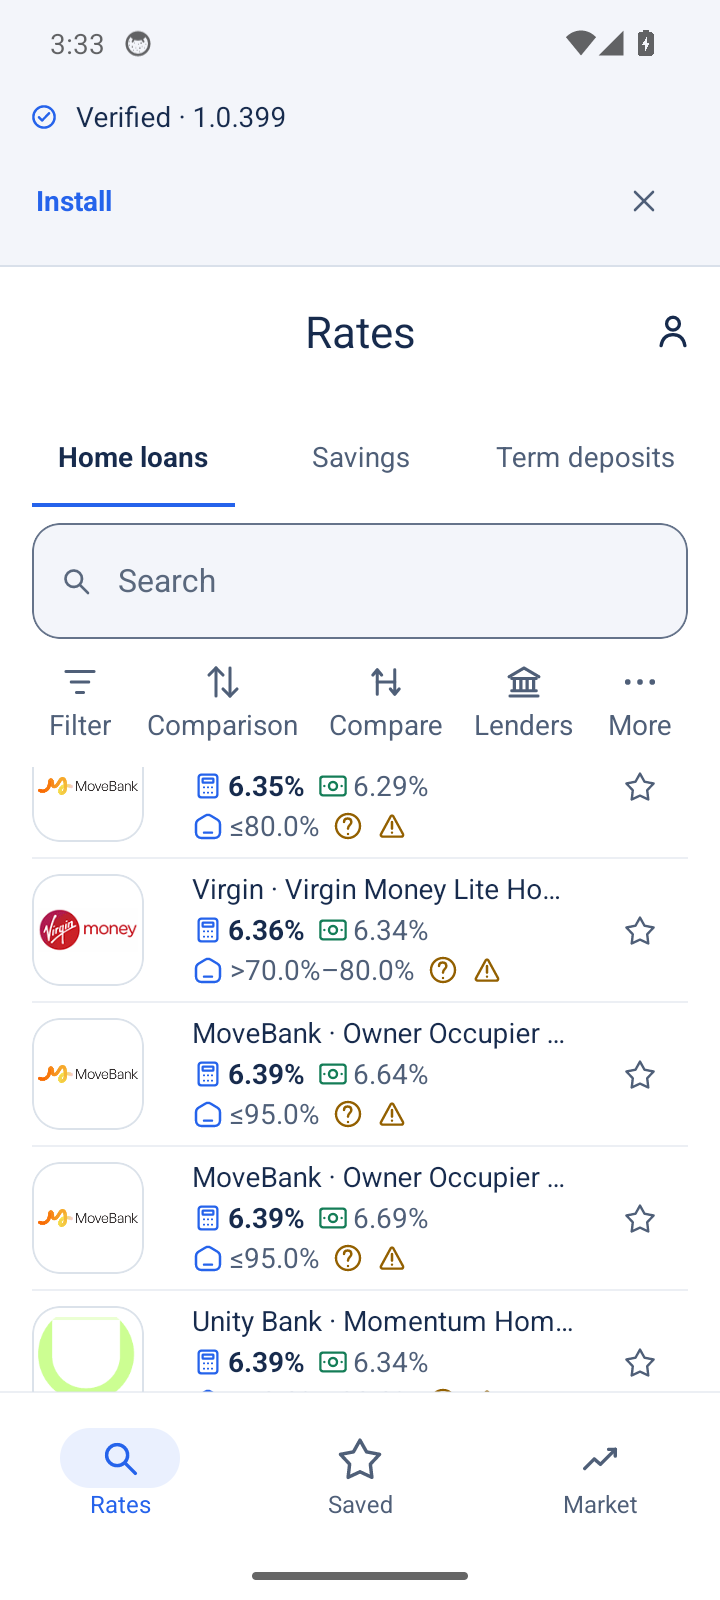 3:33
Verified · 1.0.399
Install
Rates
Home loans
Savings
Term deposits
Search
Filter
Comparison
Compare
Lenders
More
MoveBank
6.35% 6.29%
≤80.0%
Virgin money
Virgin · Virgin Money Lite Ho...
6.36% 6.34%
>70.0%–80.0%
MoveBank
MoveBank · Owner Occupier ...
6.39% 6.64%
≤95.0%
MoveBank
MoveBank · Owner Occupier ...
6.39% 6.69%
≤95.0%
Unity Bank · Momentum Hom...
6.39% 6.34%
Rates
Saved
Market